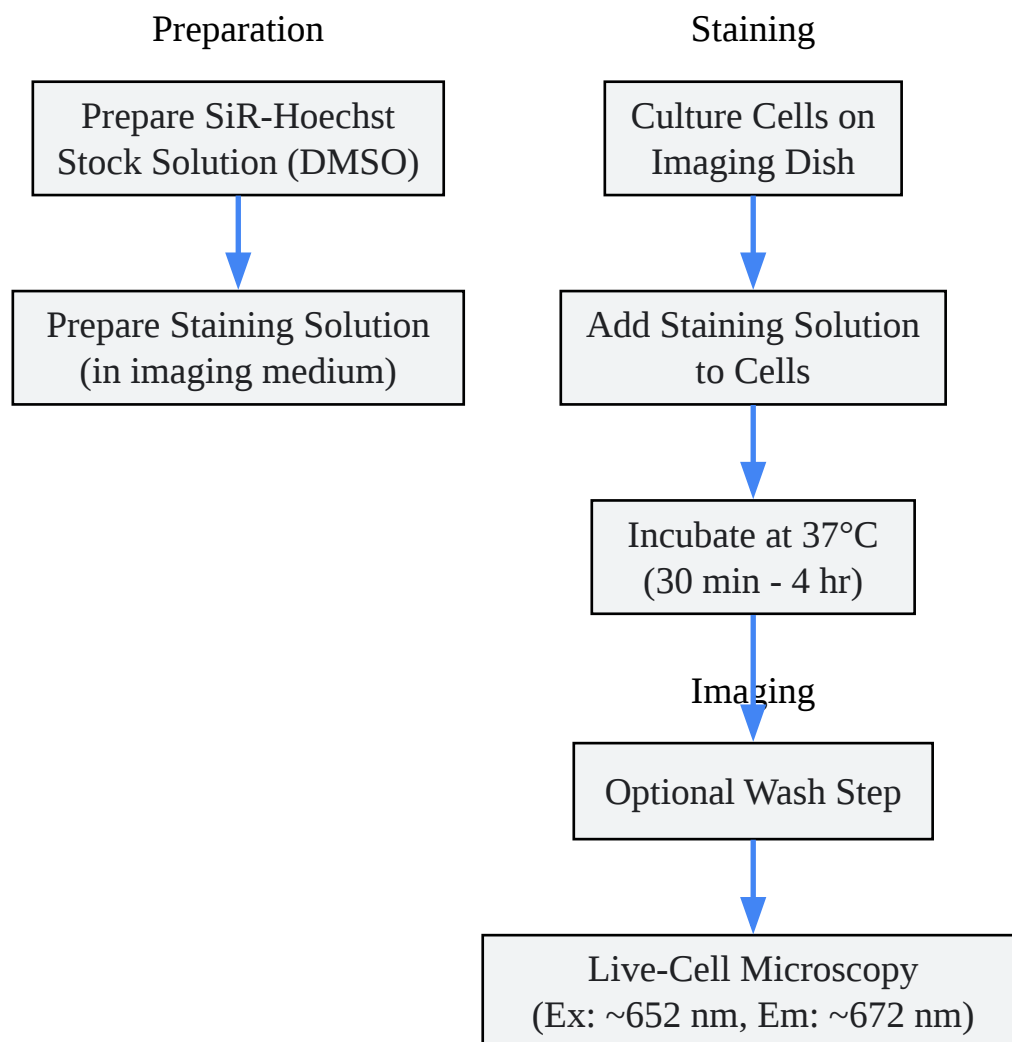 Preparation
Prepare SiR-Hoechst
Stock Solution (DMSO)
Prepare Staining Solution
(in imaging medium)
Staining
Culture Cells on
Imaging Dish
Add Staining Solution
to Cells
Incubate at 37°C
(30 min - 4 hr)
Imaging
Optional Wash Step
Live-Cell Microscopy
(Ex: ~652 nm, Em: ~672 nm)